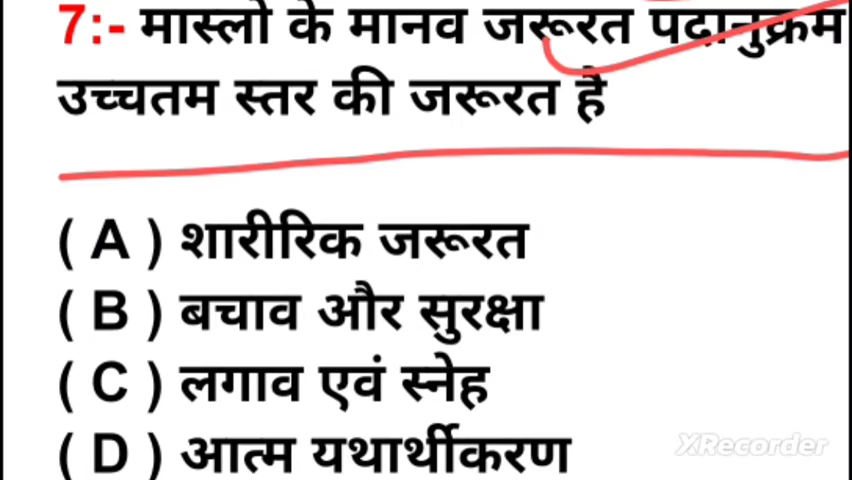 7:- मास्लो के मानव जरूरत पदानुक्रम
उच्चतम स्तर की जरूरत है
( A ) शारीरिक जरूरत
( B ) बचाव और सुरक्षा
( C ) लगाव एवं स्नेह
( D ) आत्म यथार्थीकरण
XRecorder